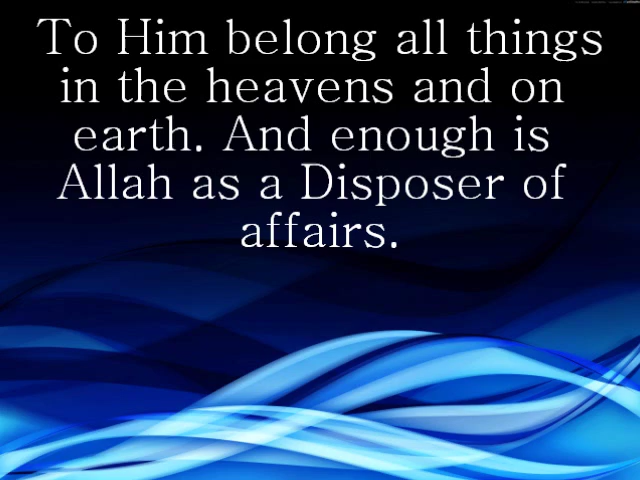 To Him belong all things
in the heavens and on
earth. And enough is
Allah as a Disposer of
affairs.